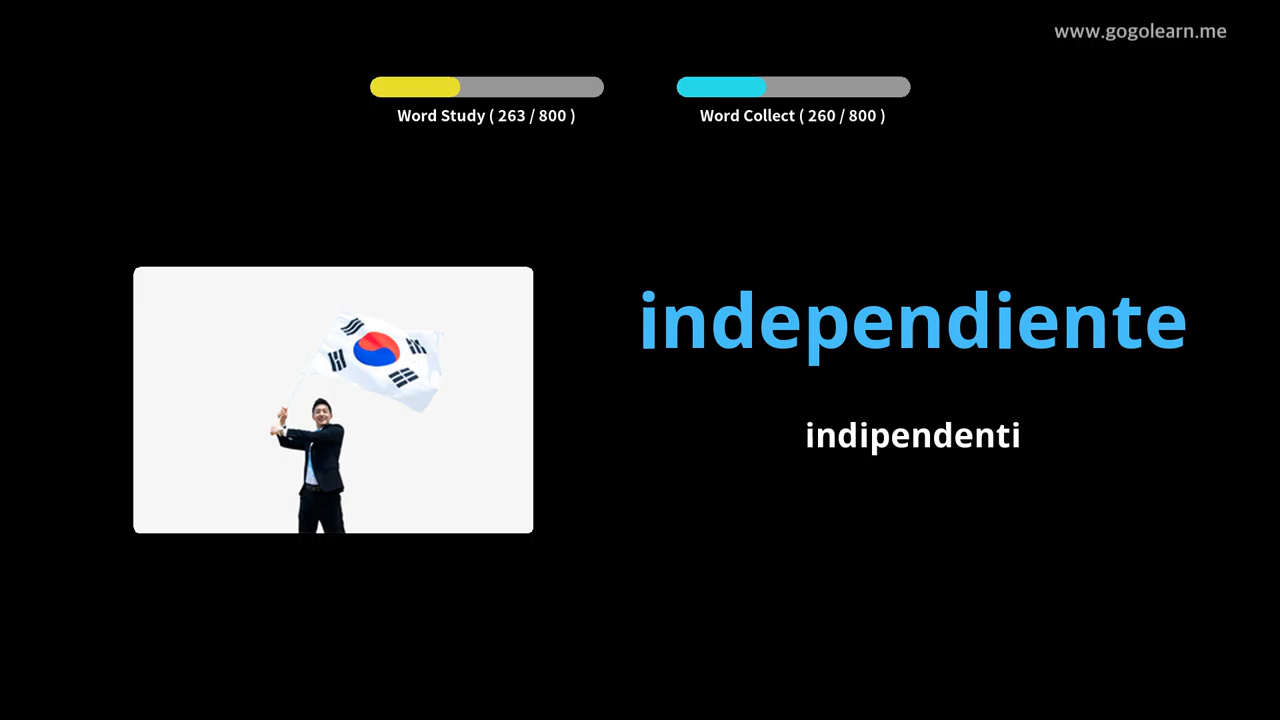 www.gogolearn.me
Word Study ( 263 / 800 )
Word Collect ( 260 / 800 )
independiente
indipendenti